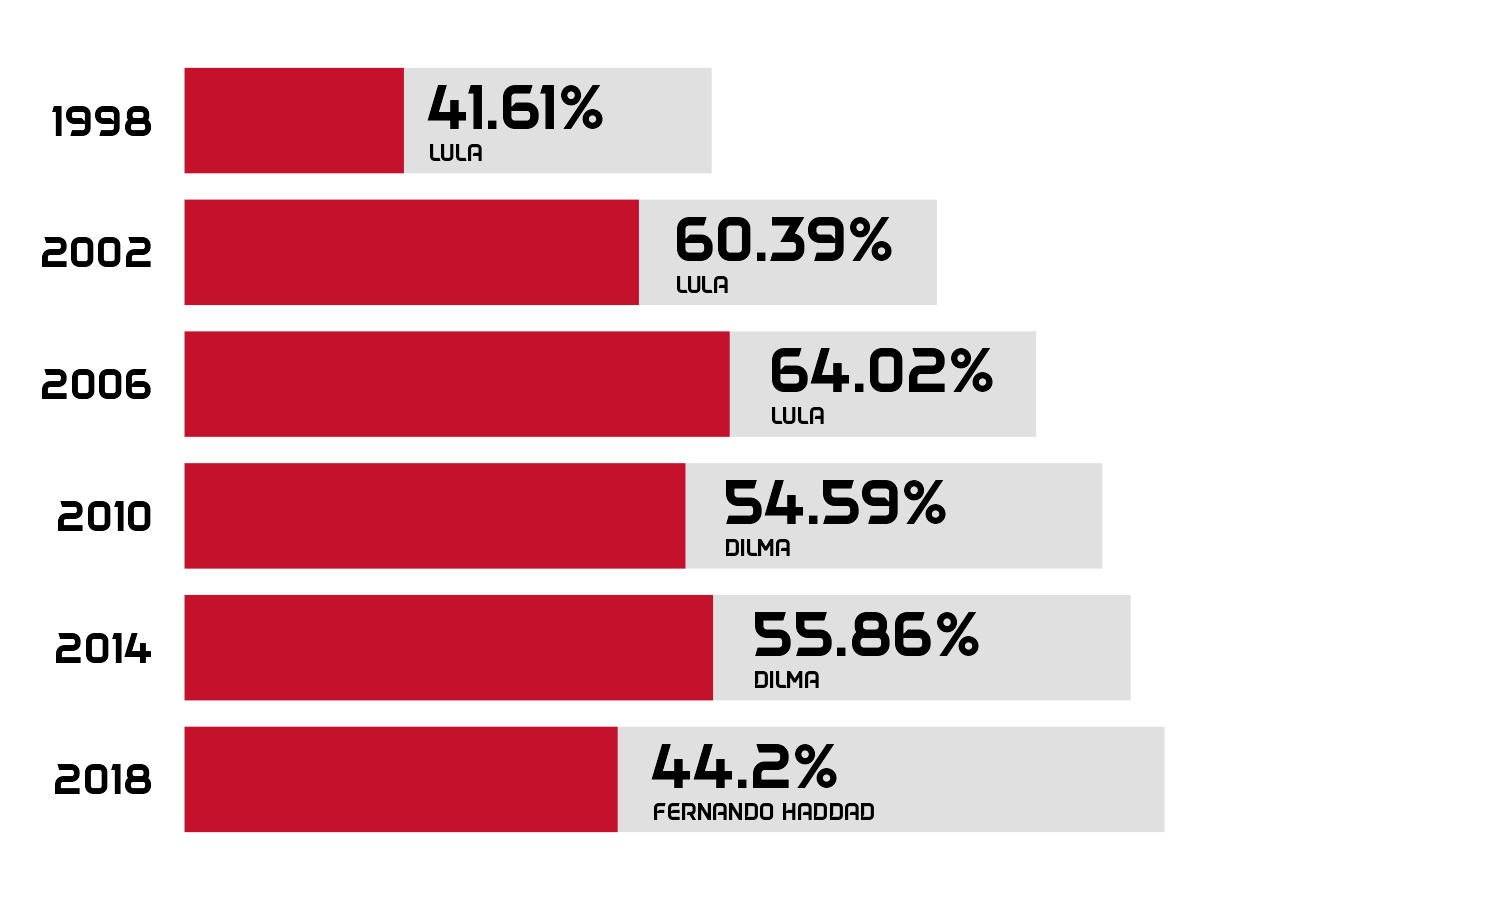 1998
41.61%
LULA
2002
60.39%
LULA
2006
64.02%
LULA
2010
54.59%
DILMA
2014
55.86%
DILMA
2018
44.2%
FERNANDO HADDAD